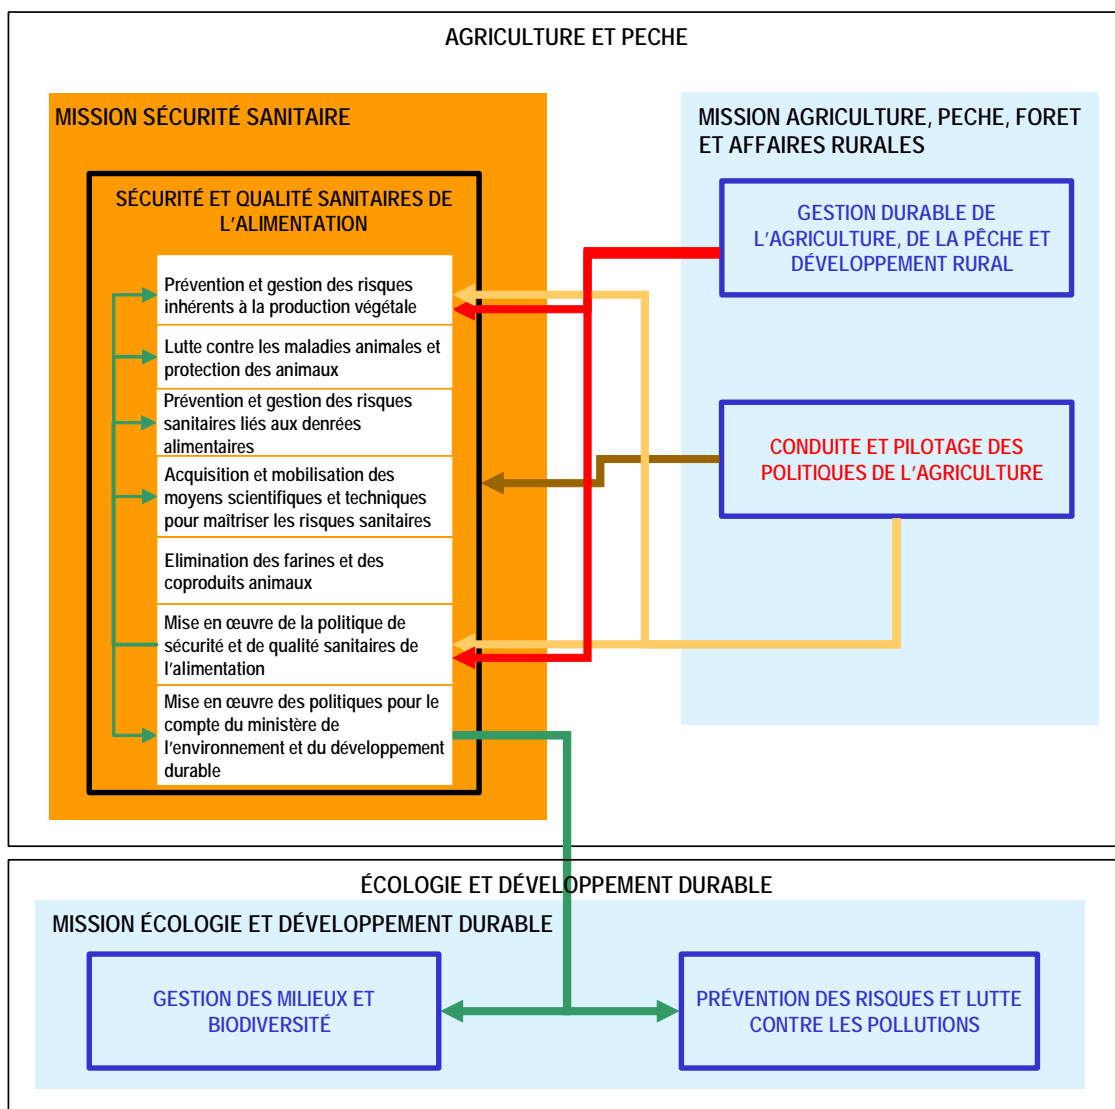 AGRICULTURE ET PECHE
MISSION SÉCURITÉ SANITAIRE
SÉCURITÉ ET QUALITÉ SANITAIRES DE
L'ALIMENTATION
Prévention et gestion des risques
inhérents à la production végétale
Lutte contre les maladies animales et
protection des animaux
Prévention et gestion des risques
sanitaires liés aux denrées
alimentaires
Acquisition et mobilisation des
moyens scientifiques et techniques
pour maîtriser les risques sanitaires
Elimination des farines et des
coproduits animaux
Mise en œuvre de la politique de
sécurité et de qualité sanitaires de
l'alimentation
Mise en œuvre des politiques pour le
compte du ministère de
l'environnement et du développement
durable
MISSION AGRICULTURE, PECHE, FORET
ET AFFAIRES RURALES
GESTION DURABLE DE
L'AGRICULTURE, DE LA PÊCHE ET
DÉVELOPPEMENT RURAL
CONDUITE ET PILOTAGE DES
POLITIQUES DE L'AGRICULTURE
ÉCOLOGIE ET DÉVELOPPEMENT DURABLE
MISSION ÉCOLOGIE ET DÉVELOPPEMENT DURABLE
GESTION DES MILIEUX ET
BIODIVERSITÉ
PRÉVENTION DES RISQUES ET LUTTE
CONTRE LES POLLUTIONS